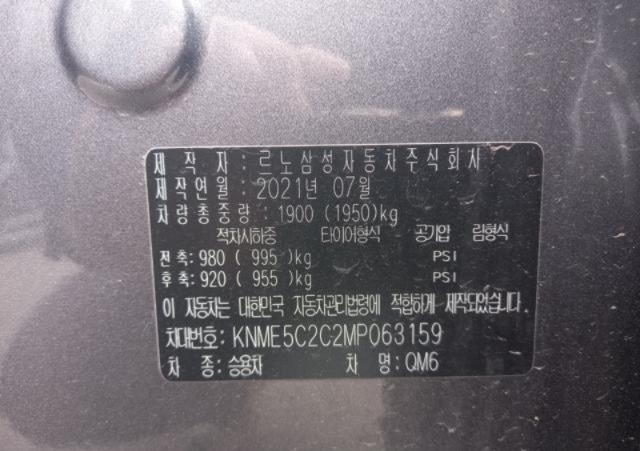 제 작 자 : 르노삼성자동차주식회사
제작연월 : 2021년 07월
차량총중량 : 1900 (1950)kg
적차시하중 타이어형식 공기압 림형식
전 축: 980 ( 995 )kg PSI
후 축: 920 ( 955 )kg PSI
이 자동차는 대한민국 자동차관리법령에 적합하게 제작되었습니다.
차대번호: KNME5C2C2MP063159
차 종: 승용차 차 명: QM6